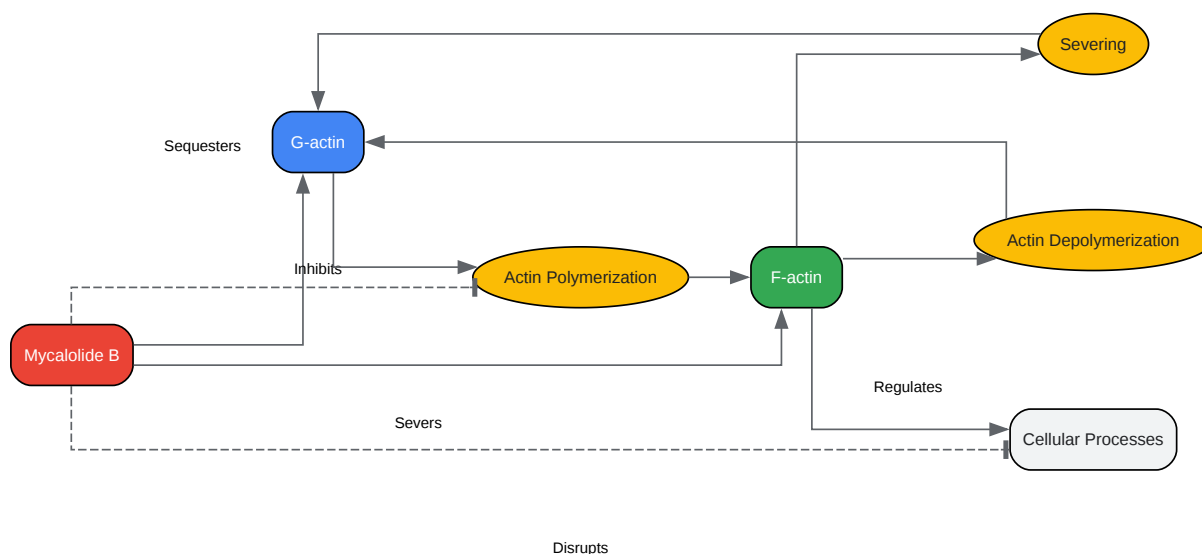 Severing
G-actin
Sequesters
Actin Depolymerization
Inhibits
Actin Polymerization
F-actin
Mycalolide B
Regulates
Severs
Cellular Processes
Disrupts